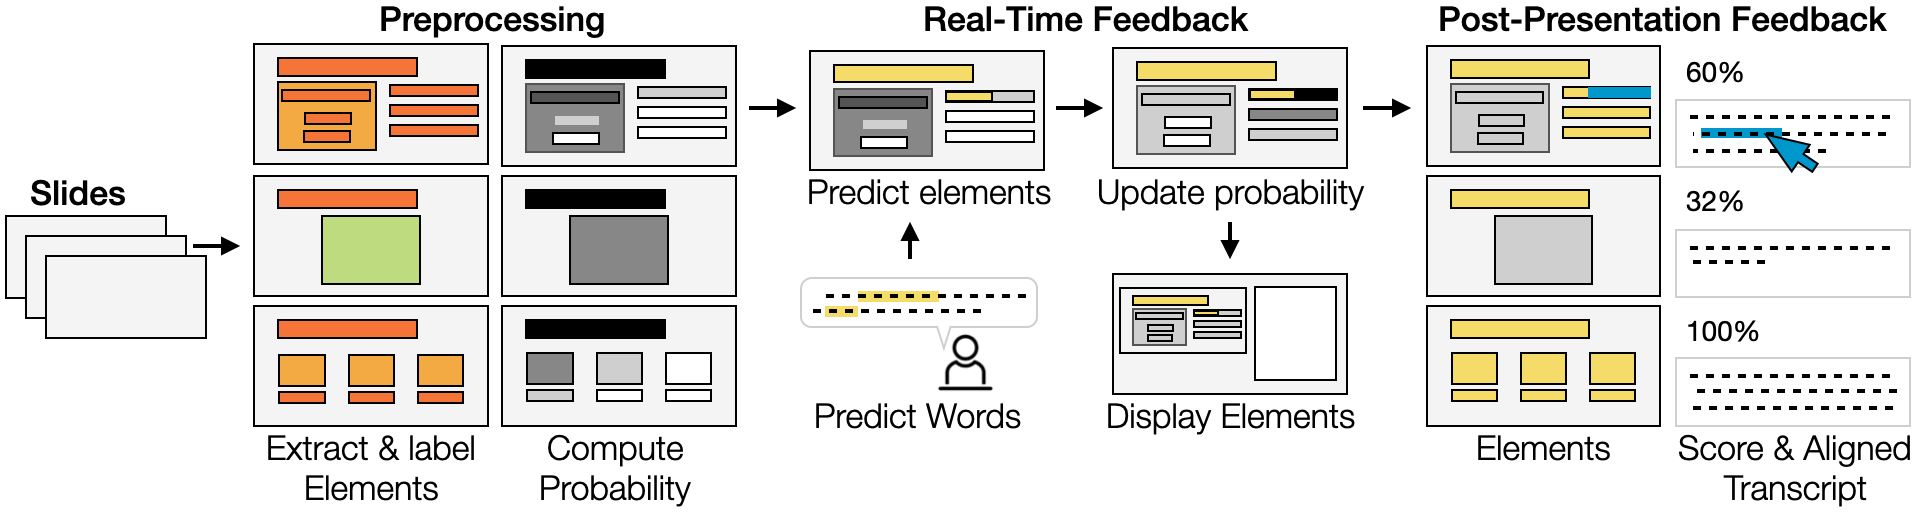 Preprocessing
Real-Time Feedback
Post-Presentation Feedback
Slides
Extract & label
Elements
Compute
Probability
Predict elements
Predict Words
Update probability
Display Elements
60%
32%
100%
Elements
Score & Aligned
Transcript